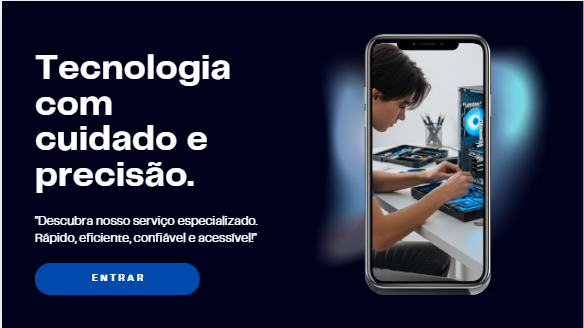 Tecnologia
com
cuidado e
precisão.
"Descubra nosso serviço especializado.
Rápido, eficiente, confiável e acessível!"
ENTRAR